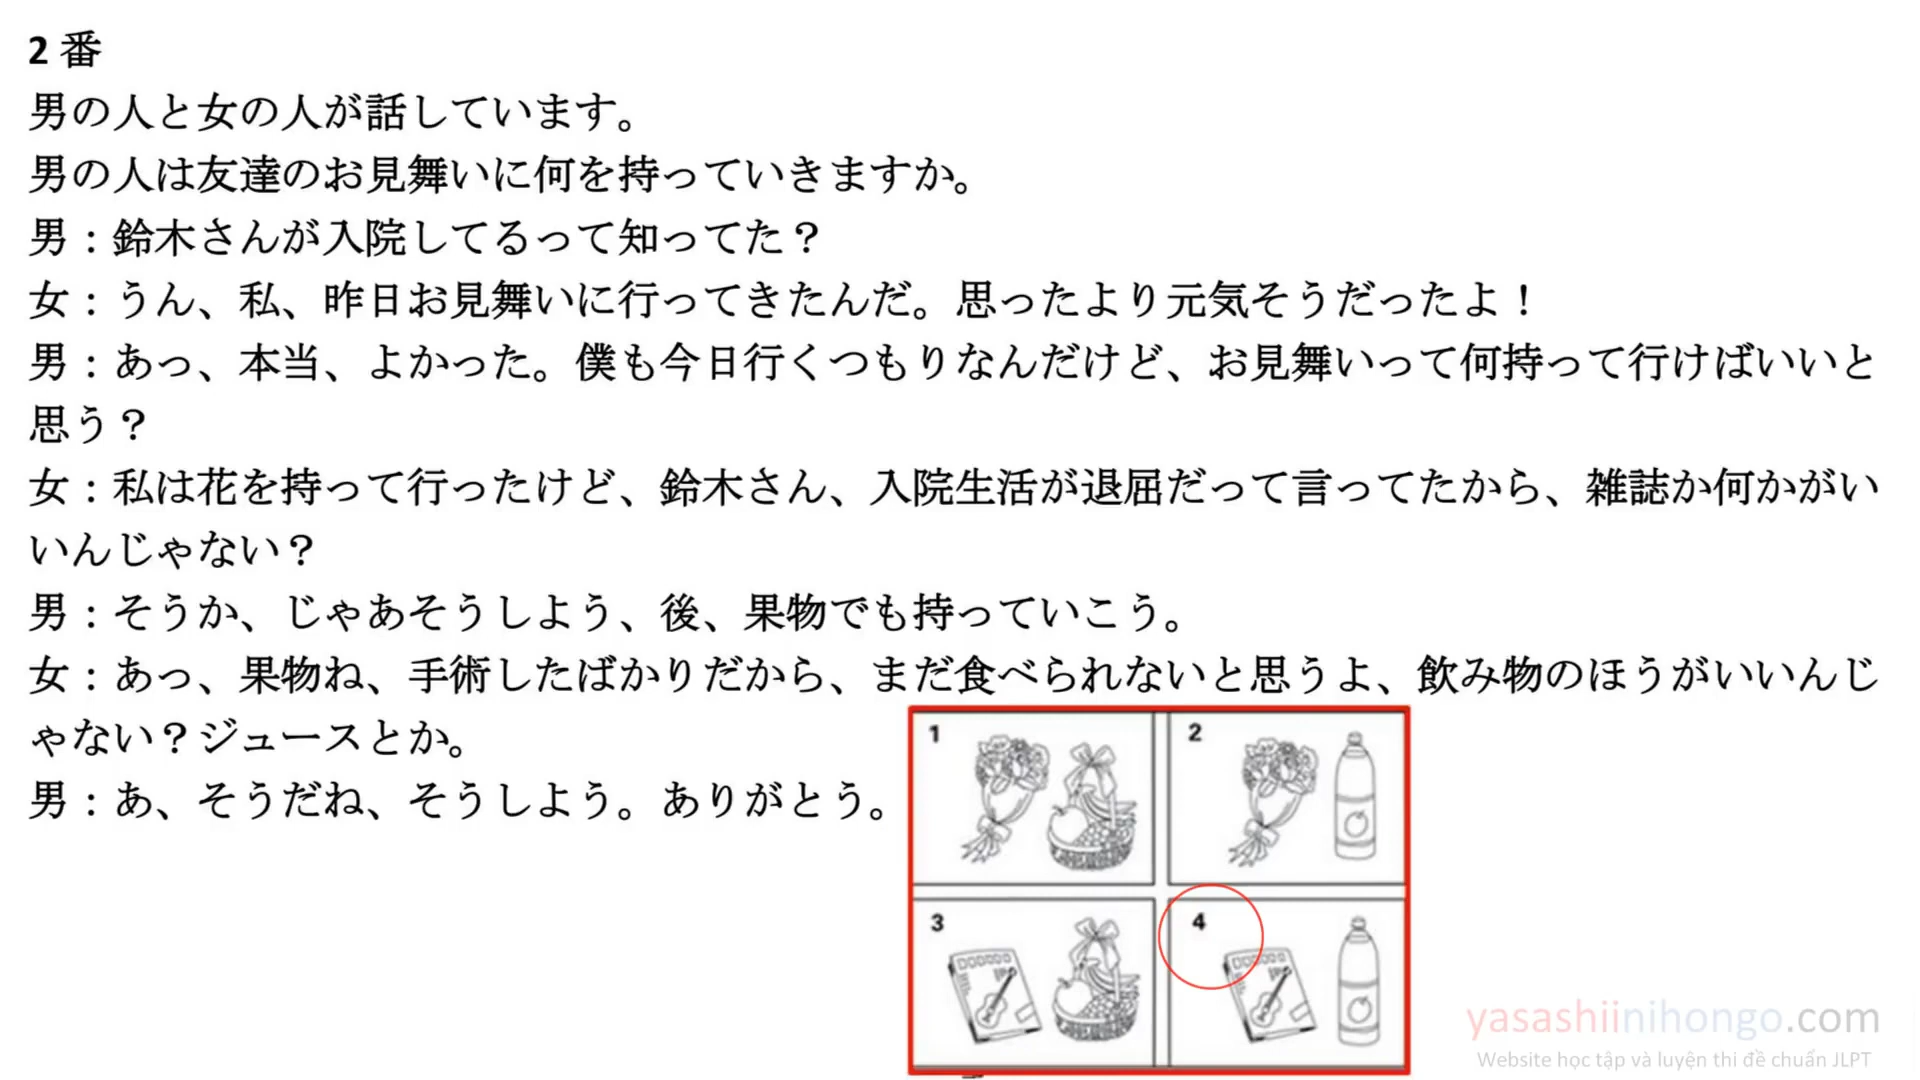 2 番
男の人と女の人が話しています。
男の人は友達のお見舞いに何を持っていきますか。
男：鈴木さんが入院してるって知ってた？
女：うん、私、昨日お見舞いに行ってきたんだ。思ったより元気そうだったよ！
男：あっ、本当、よかった。僕も今日行くつもりなんだけど、お見舞いって何持って行けばいいと
思う？
女：私は花を持って行ったけど、鈴木さん、入院生活が退屈だって言ってたから、雑誌か何かがい
いんじゃない？
男：そうか、じゃあそうしよう、後、果物でも持っていこう。
女：あっ、果物ね、手術したばかりだから、まだ食べられないと思うよ、飲み物のほうがいいんじ
ゃない？ジュースとか。
男：あ、そうだね、そうしよう。ありがとう。
1
2
3
4
yasashiinihongo.com
Website học tập và luyện thi đề chuẩn JLPT